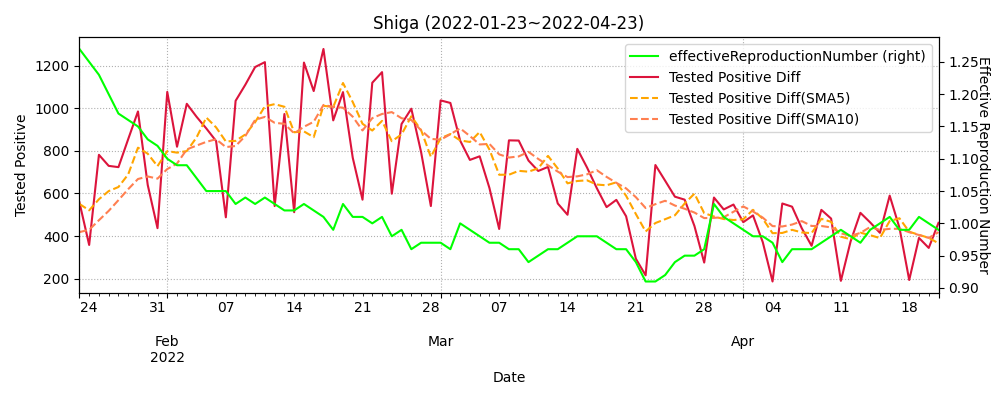 Shiga (2022-01-23~2022-04-23)
effectiveReproductionNumber (right)
Tested Positive Diff
Tested Positive Diff(SMA5)
Tested Positive Diff(SMA10)
Tested Positive
1200
1000
800
600
400
200
Effective Reproduction Number
1.25
1.20
1.15
1.10
1.05
1.00
0.95
0.90
24 31 07 14 21 28 07 14 21 28 04 11 18
Feb Mar Apr
2022
Date